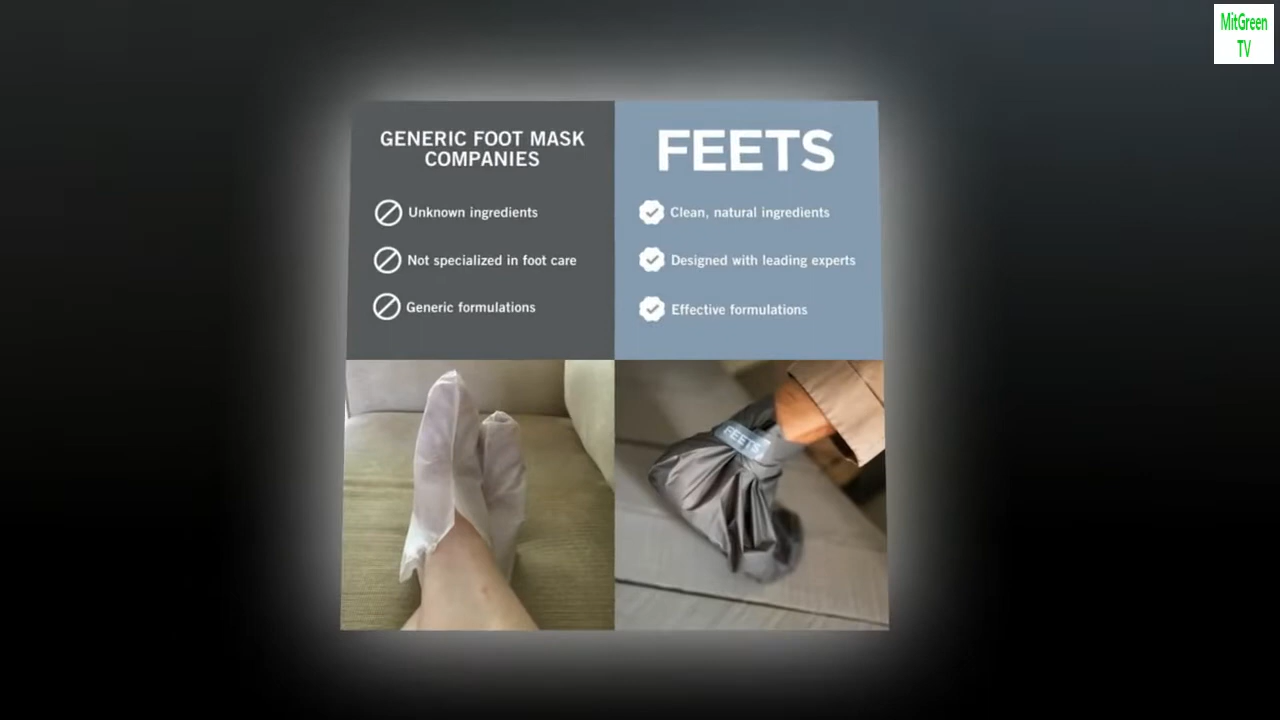 MitGreen
TV
GENERIC FOOT MASK
COMPANIES
Unknown ingredients
Not specialized in foot care
Generic formulations
FEETS
Clean, natural ingredients
Designed with leading experts
Effective formulations
FEETS